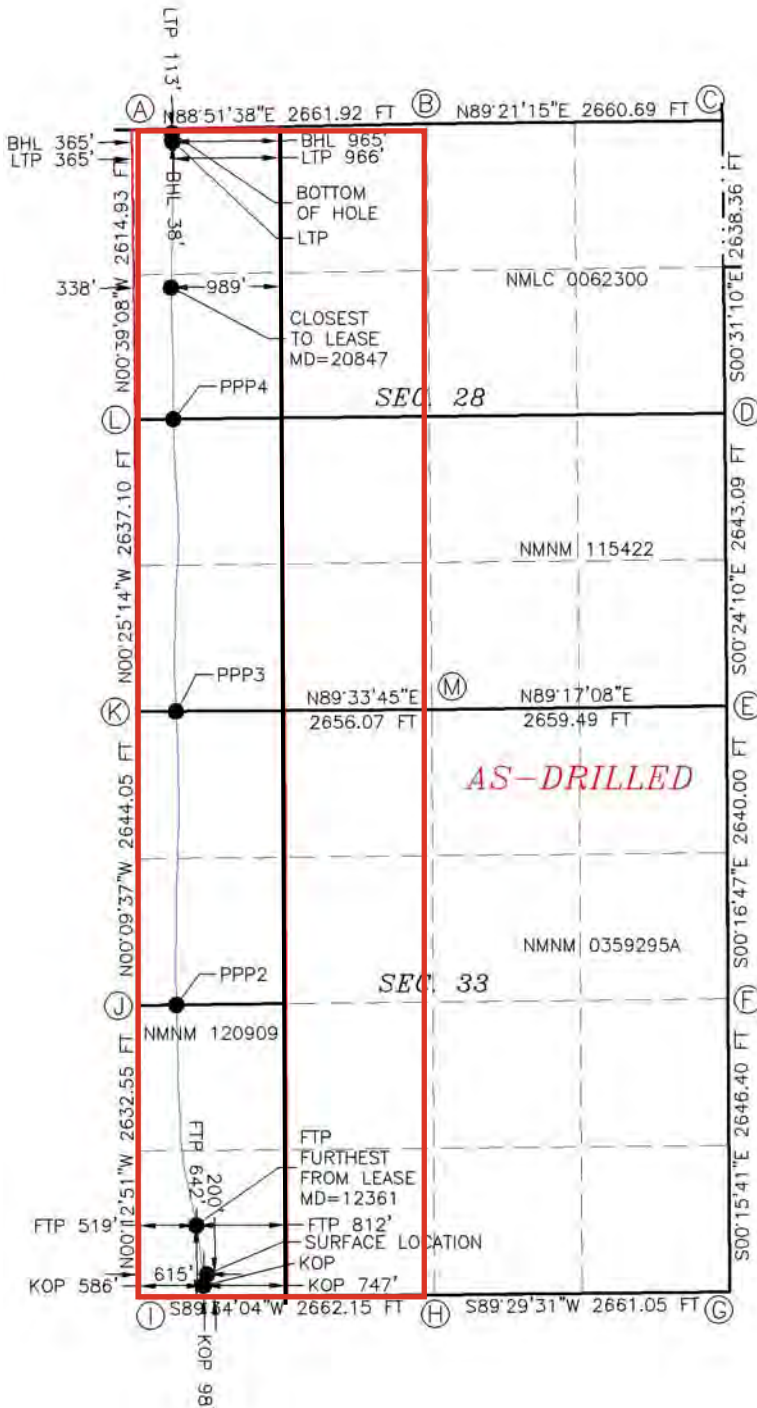 LTP 113'
A
N88°51'38"E 2661.92 FT
B
N89°21'15"E 2660.69 FT
C
BHL 365'
LTP 365'
BHL 965'
LTP 966'
BHL 38'
BOTTOM
OF HOLE
LTP
N00°39'08"W 2614.93 FT
S00°31'10"E 2638.36 FT
338'
989'
NMLC 0062300
CLOSEST
TO LEASE
MD=20847
PPP4
SEC. 28
L
D
N00°25'14"W 2637.10 FT
S00°24'10"E 2643.09 FT
NMNM 115422
PPP3
N89°33'45"E
2656.07 FT
M
N89°17'08"E
2659.49 FT
K
E
AS-DRILLED
N00°09'37"W 2644.05 FT
S00°16'47"E 2640.00 FT
NMNM 0359295A
PPP2
SEC. 33
J
F
NMNM 120909
N00°12'51"W 2632.55 FT
S00°15'41"E 2646.40 FT
FTP 642'
200'
FTP
FURTHEST
FROM LEASE
MD=12361
FTP 519'
FTP 812'
SURFACE LOCATION
615'
KOP
KOP 586'
KOP 747'
I
2662.15 FT
H
S89°29'31"W 2661.05 FT
G
KOP 98